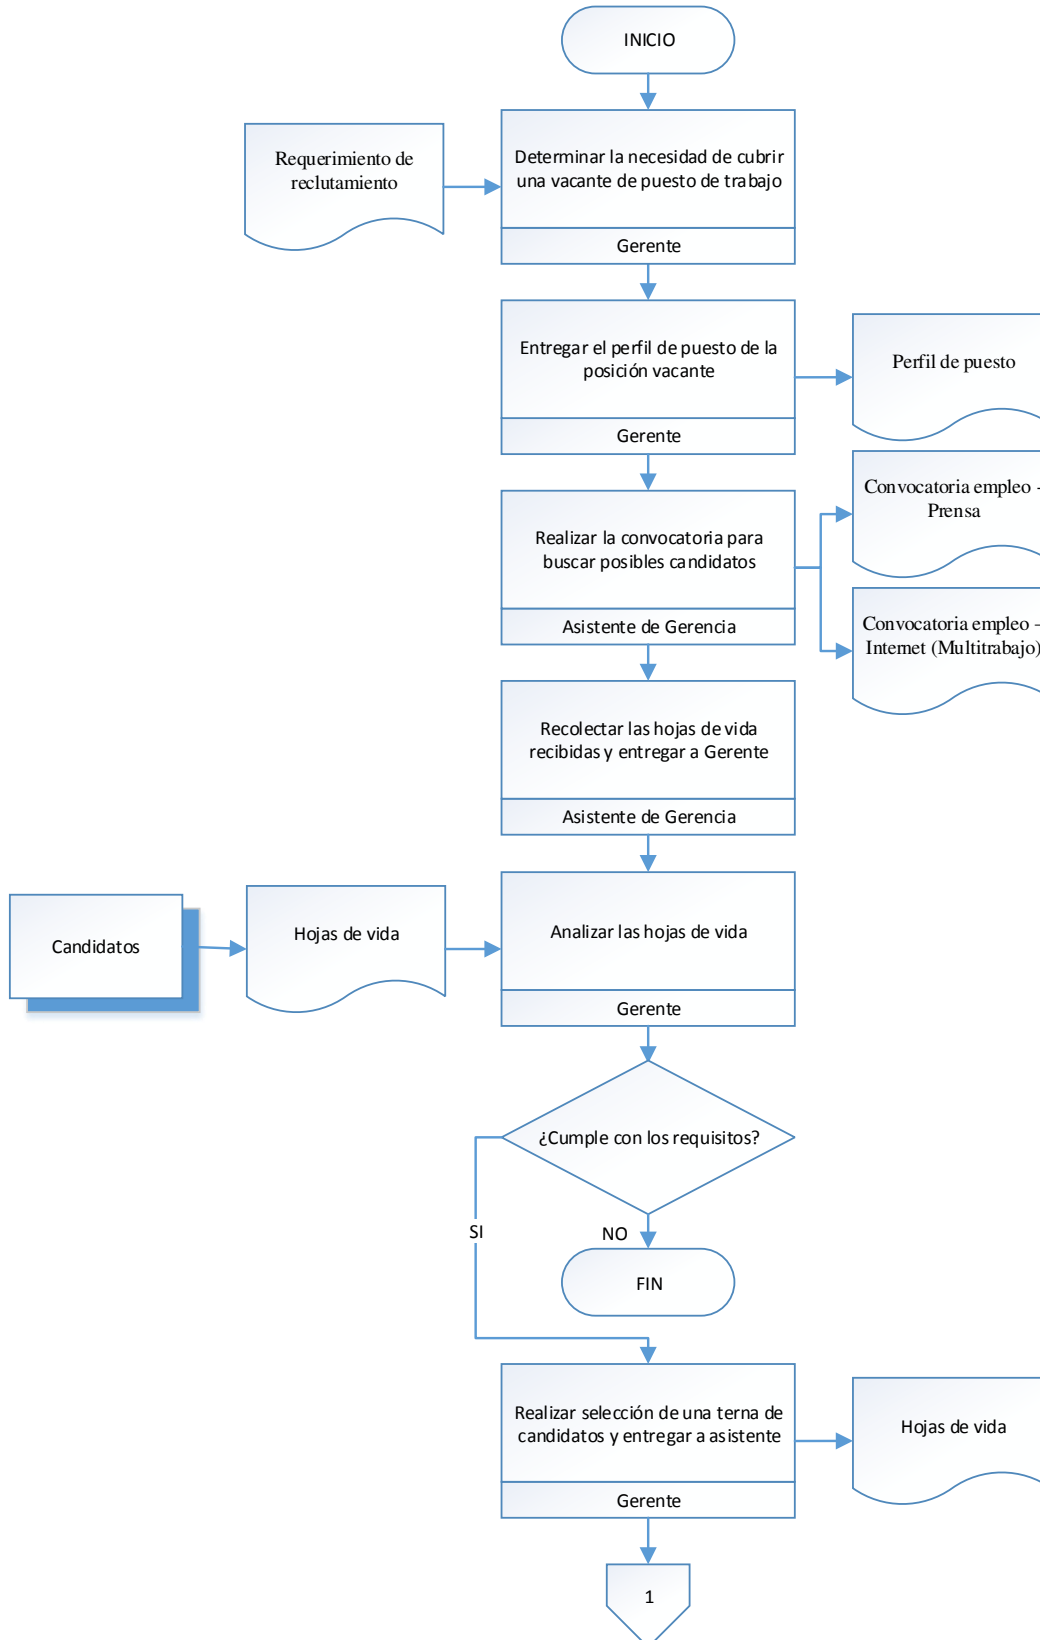 INICIO
Requerimiento de
reclutamiento
Determinar la necesidad de cubrir
una vacante de puesto de trabajo
Gerente
Entregar el perfil de puesto de la
posición vacante
Gerente
Perfil de puesto
Convocatoria empleo -
Prensa
Realizar la convocatoria para
buscar posibles candidatos
Asistente de Gerencia
Convocatoria empleo –
Internet (Multitrabajo)
Recolectar las hojas de vida
recibidas y entregar a Gerente
Asistente de Gerencia
Candidatos
Hojas de vida
Analizar las hojas de vida
Gerente
¿Cumple con los requisitos?
SI
NO
FIN
Realizar selección de una terna de
candidatos y entregar a asistente
Gerente
Hojas de vida
1